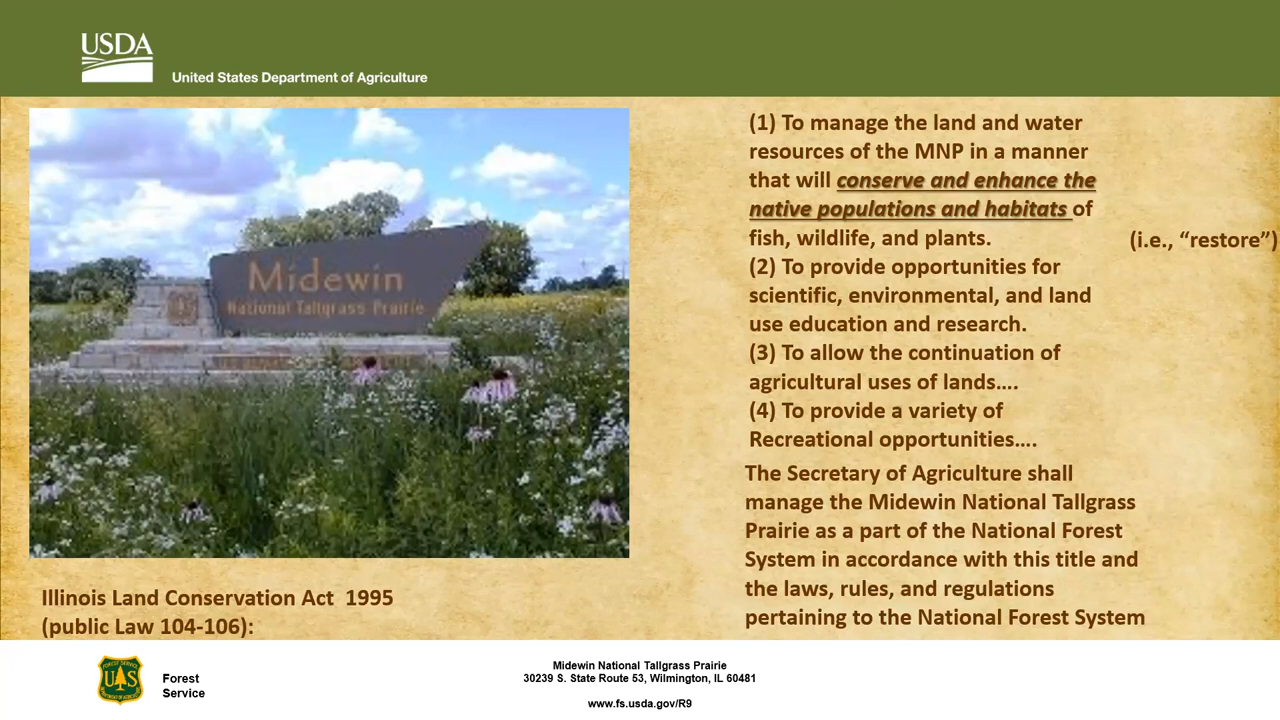 USDA
United States Department of Agriculture
Midewin
National Tallgrass Prairie
(1) To manage the land and water
resources of the MNP in a manner
that will conserve and enhance the
native populations and habitats of
fish, wildlife, and plants.
(i.e., “restore”)
(2) To provide opportunities for
scientific, environmental, and land
use education and research.
(3) To allow the continuation of
agricultural uses of lands….
(4) To provide a variety of
Recreational opportunities….
The Secretary of Agriculture shall
manage the Midewin National Tallgrass
Prairie as a part of the National Forest
System in accordance with this title and
the laws, rules, and regulations
pertaining to the National Forest System
Illinois Land Conservation Act  1995
(public Law 104-106):
FOREST SERVICE
US
DEPARTMENT OF AGRICULTURE
Forest
Service
Midewin National Tallgrass Prairie
30239 S. State Route 53, Wilmington, IL 60481
www.fs.usda.gov/R9